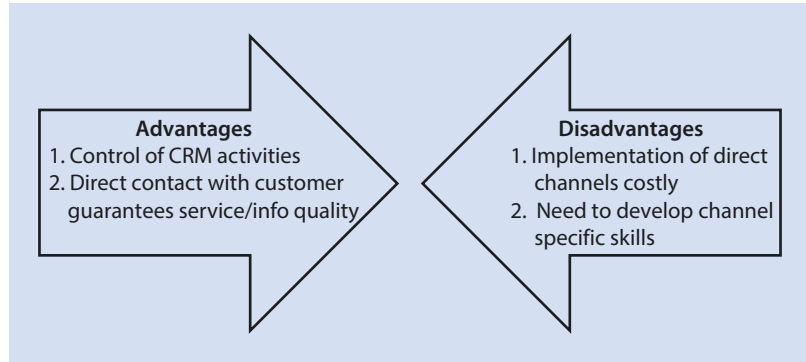 Advantages
1. Control of CRM activities
2. Direct contact with customer
guarantees service/info quality
Disadvantages
1. Implementation of direct
channels costly
2. Need to develop channel
specific skills